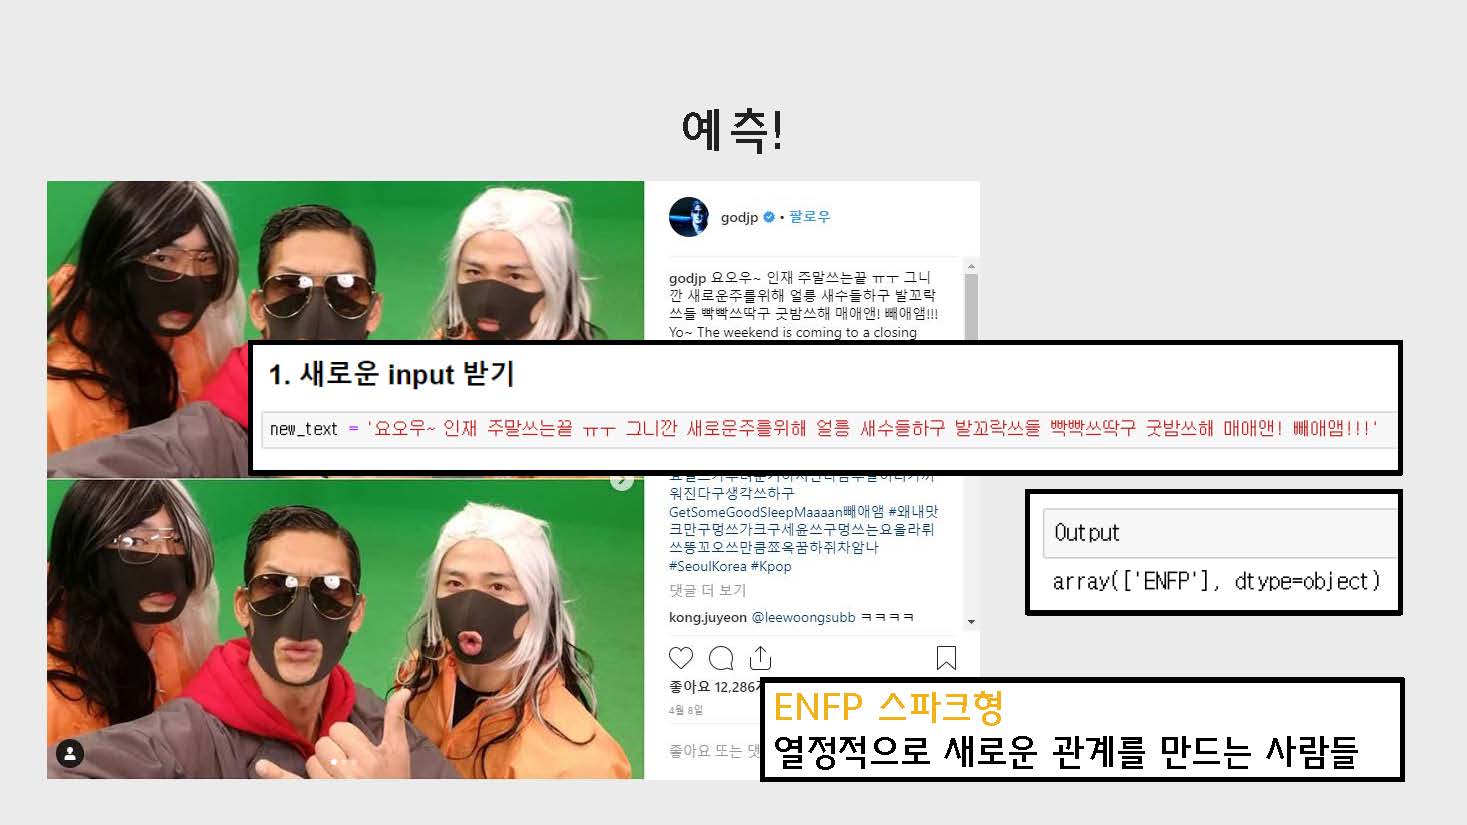 예측!
godjp • 팔로우
godjp 요오우~ 인재 주말쓰는끝 ㅠㅜ 그니
깐 새로운주를위해 얼릉 새수들하구 발꼬락
쓰들 빡빡쓰딱구 굿밤쓰해 매애앤! 빼애앰!!!
Yo~ The weekend is coming to a closing
1. 새로운 input 받기
new_text = '요오우~ 인재 주말쓰는끝 ㅠㅜ 그니깐 새로운주를위해 얼릉 새수들하구 발꼬락쓰들 빡빡쓰딱구 굿밤쓰해 매애앤! 빼애앰!!!'
워진다구생각쓰하구
GetSomeGoodSleepMaaaan빼애앰 #왜내맛
크만구멍쓰가크구세윤쓰구멍쓰는요올라뤼
쓰똥꼬오쓰만큼쪼옥꿈하쥐차암나
#SeoulKorea #Kpop
댓글 더 보기
kong.juyeon @leewoongsubb ㅋㅋㅋㅋ
좋아요 12,286
4월 8일
좋아요 또는 댓
Output
array(['ENFP'], dtype=object)
ENFP 스파크형
열정적으로 새로운 관계를 만드는 사람들